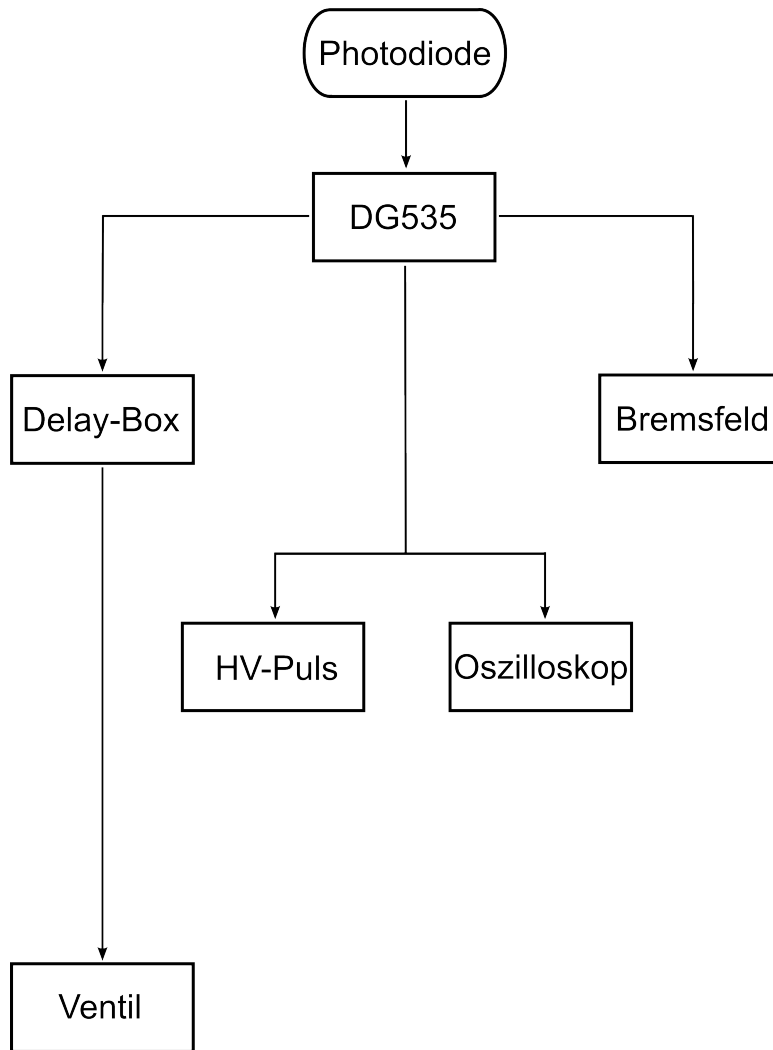 Photodiode
DG535
Delay-Box
Bremsfeld
HV-Puls
Oszilloskop
Ventil